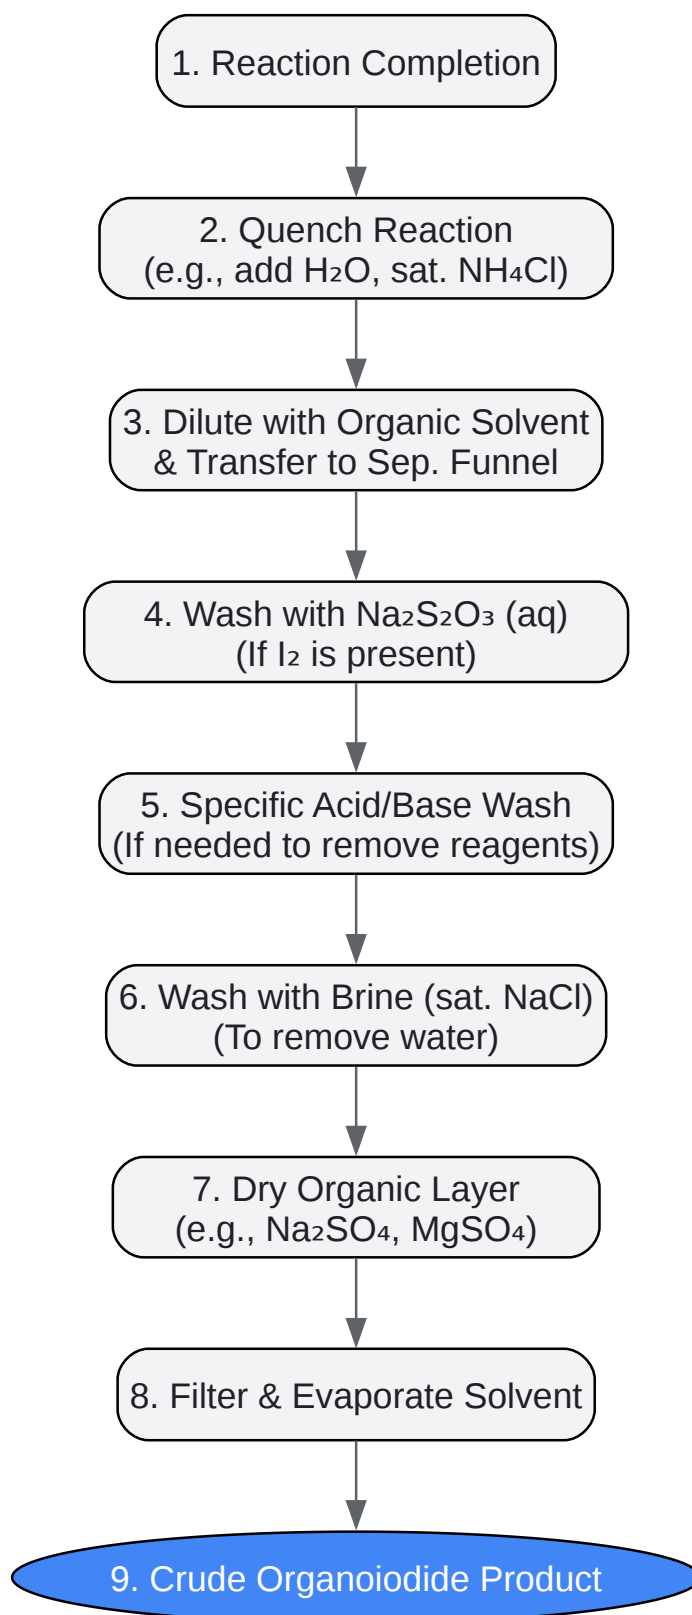 1. Reaction Completion
2. Quench Reaction
(e.g., add H₂O, sat. NH₄Cl)
3. Dilute with Organic Solvent
& Transfer to Sep. Funnel
4. Wash with Na₂S₂O₃ (aq)
(If I₂ is present)
5. Specific Acid/Base Wash
(If needed to remove reagents)
6. Wash with Brine (sat. NaCl)
(To remove water)
7. Dry Organic Layer
(e.g., Na₂SO₄, MgSO₄)
8. Filter & Evaporate Solvent
9. Crude Organoiodide Product